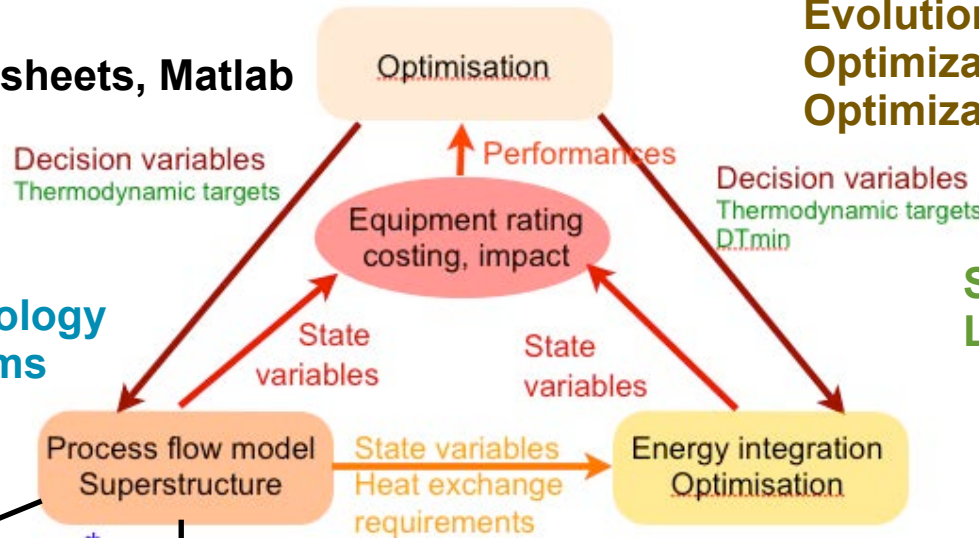 sheets, Matlab
Evolution
Optimiza
Optimiza
Optimisation
Decision variables
Thermodynamic targets
Performances
Decision variables
Thermodynamic targets
DTmin
Equipment rating
costing, impact
ology
ms
State
variables
State
variables
S
L
Process flow model
Superstructure
State variables
Heat exchange
requirements
Energy integration
Optimisation
*